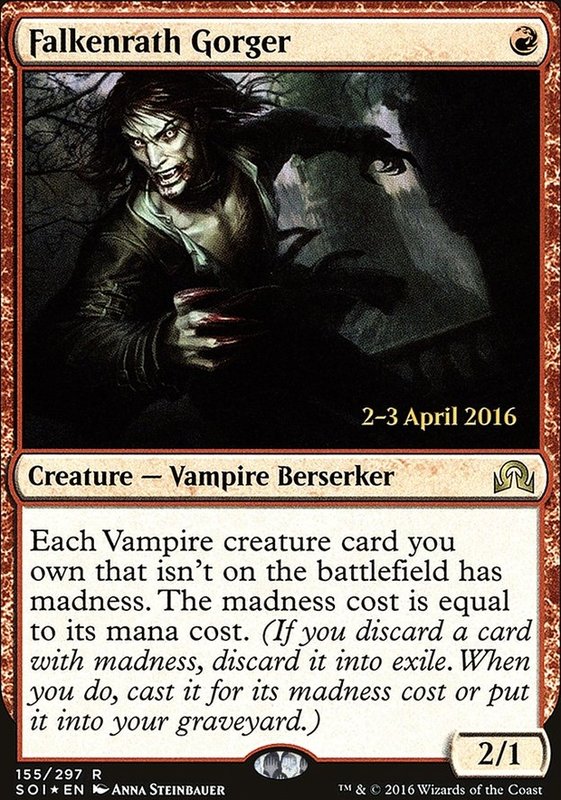 Falkenrath Gorger
2–3 April 2016
Creature — Vampire Berserker
Each Vampire creature card you
own that isn't on the battlefield has
madness. The madness cost is equal
to its mana cost. (If you discard a card
with madness, discard it into exile. When
you do, cast it for its madness cost or put
it into your graveyard.)
2/1
155/297 R
SOI★EN Anna Steinbauer
™ & © 2016 Wizards of the Coast